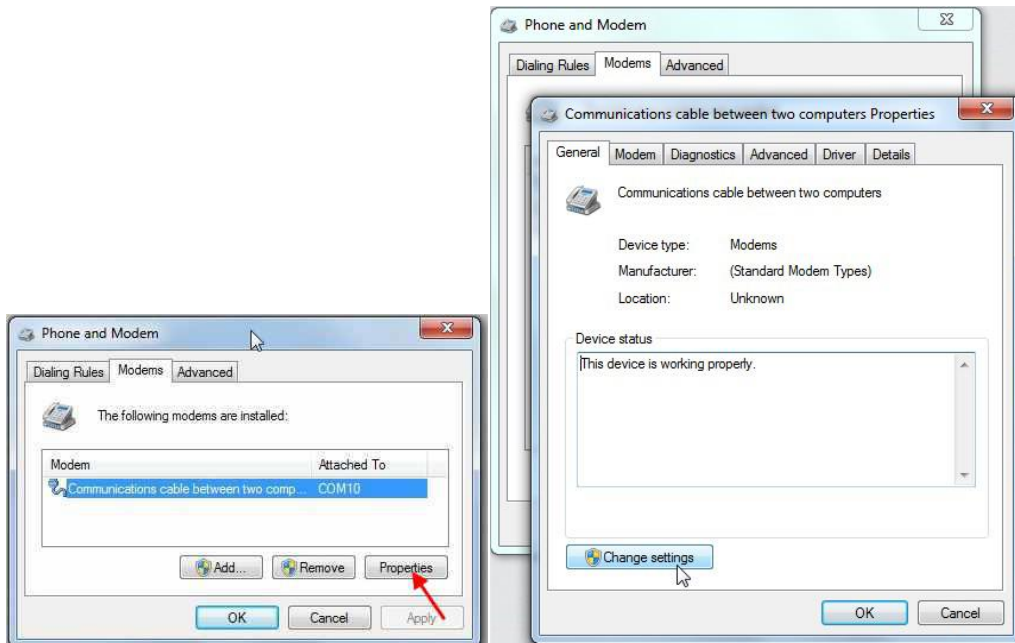 Phone and Modem
Dialing Rules Modems Advanced
The following modems are installed:
Modem Attached To
Communications cable between two comp... COM10
Add... Remove Properties
OK Cancel Apply
Phone and Modem
Dialing Rules Modems Advanced
Communications cable between two computers Properties
General Modem Diagnostics Advanced Driver Details
Communications cable between two computers
Device type: Modems
Manufacturer: (Standard Modem Types)
Location: Unknown
Device status
This device is working properly.
Change settings
OK Cancel